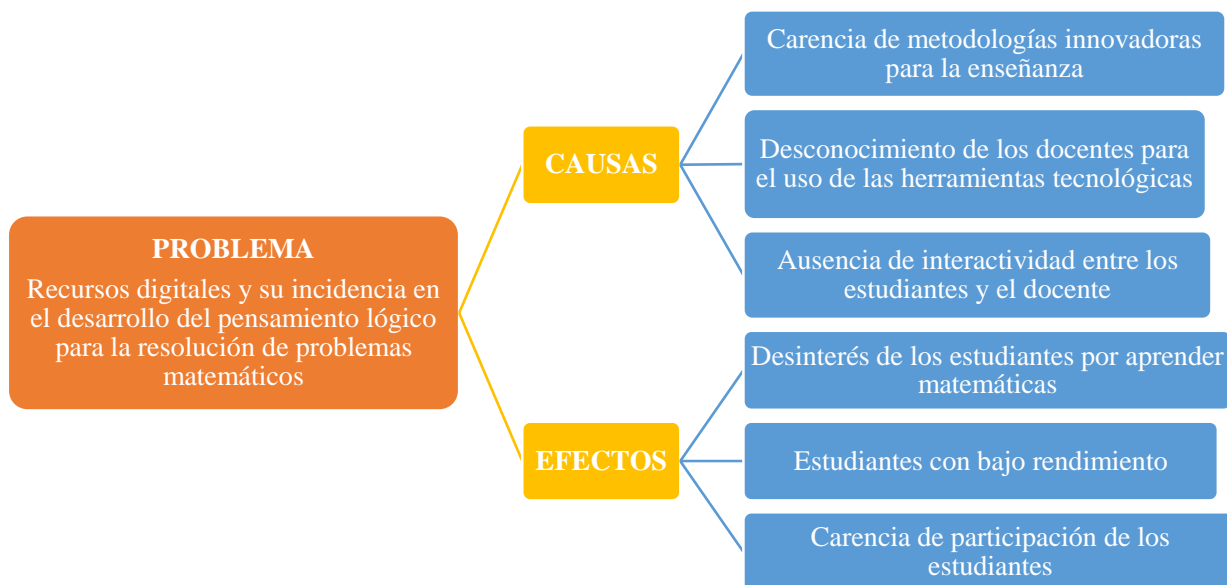 PROBLEMA
Recursos digitales y su incidencia en
el desarrollo del pensamiento lógico
para la resolución de problemas
matemáticos
CAUSAS
Carencia de metodologías innovadoras
para la enseñanza
Desconocimiento de los docentes para
el uso de las herramientas tecnológicas
Ausencia de interactividad entre los
estudiantes y el docente
EFECTOS
Desinterés de los estudiantes por aprender
matemáticas
Estudiantes con bajo rendimiento
Carencia de participación de los
estudiantes